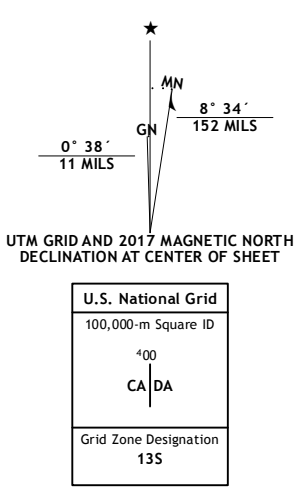 ★
MN
GN
8° 34´
152 MILS
0° 38´
11 MILS
UTM GRID AND 2017 MAGNETIC NORTH
DECLINATION AT CENTER OF SHEET
U.S. National Grid
100,000-m Square ID
⁴00
CA DA
Grid Zone Designation
13S